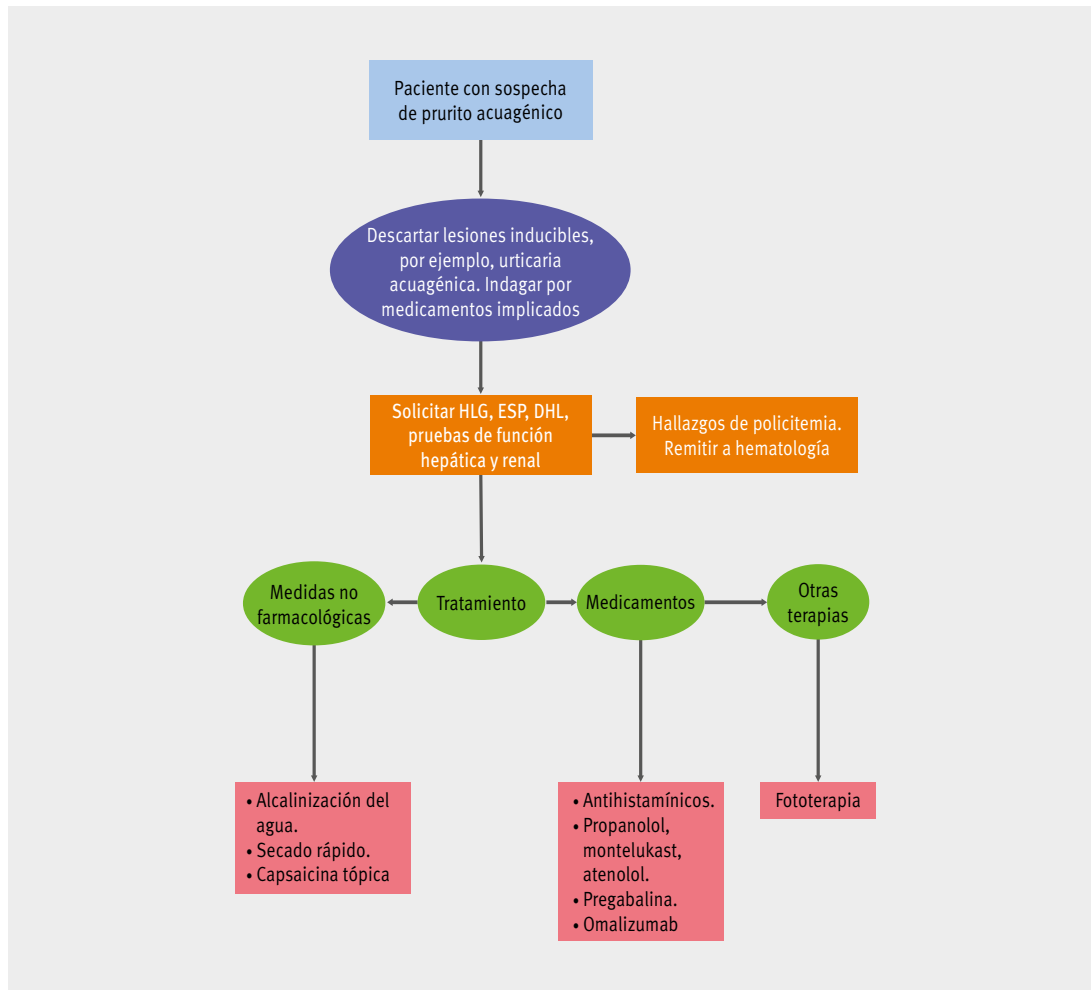 Paciente con sospecha
de prurito acuagénico
Descartar lesiones inducibles,
por ejemplo, urticaria
acuagénica. Indagar por
medicamentos implicados
Solicitar HLG, ESP, DHL,
pruebas de función
hepática y renal
Hallazgos de policitemia.
Remitir a hematología
Medidas no
farmacológicas
Tratamiento
Medicamentos
Otras
terapias
• Alcalinización del
agua.
• Secado rápido.
• Capsaicina tópica
• Antihistamínicos.
• Propanolol,
montelukast,
atenolol.
• Pregabalina.
• Omalizumab
Fototerapia